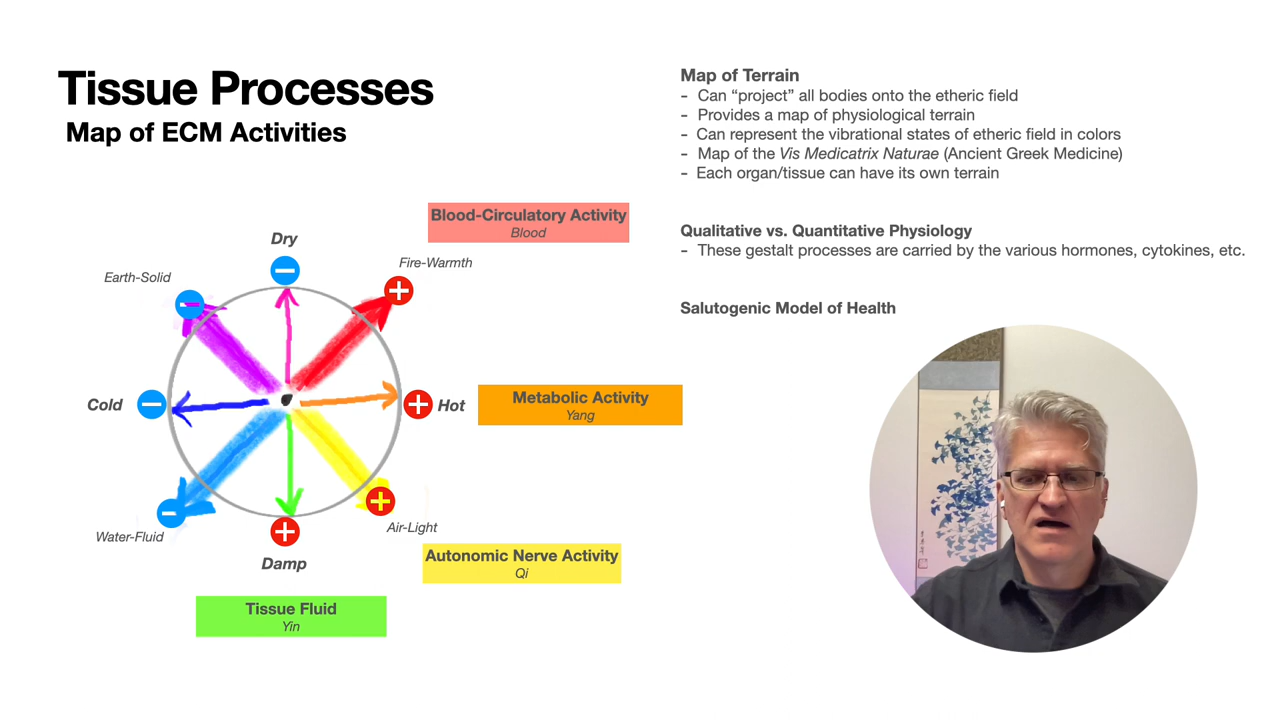 Tissue Processes
Map of ECM Activities
Map of Terrain
- Can “project” all bodies onto the etheric field
- Provides a map of physiological terrain
- Can represent the vibrational states of etheric field in colors
- Map of the Vis Medicatrix Naturae (Ancient Greek Medicine)
- Each organ/tissue can have its own terrain
Qualitative vs. Quantitative Physiology
- These gestalt processes are carried by the various hormones, cytokines, etc.
Salutogenic Model of Health
Blood-Circulatory Activity
Blood
Dry
Fire-Warmth
Earth-Solid
Cold
Hot
Metabolic Activity
Yang
Water-Fluid
Air-Light
Damp
Autonomic Nerve Activity
Qi
Tissue Fluid
Yin